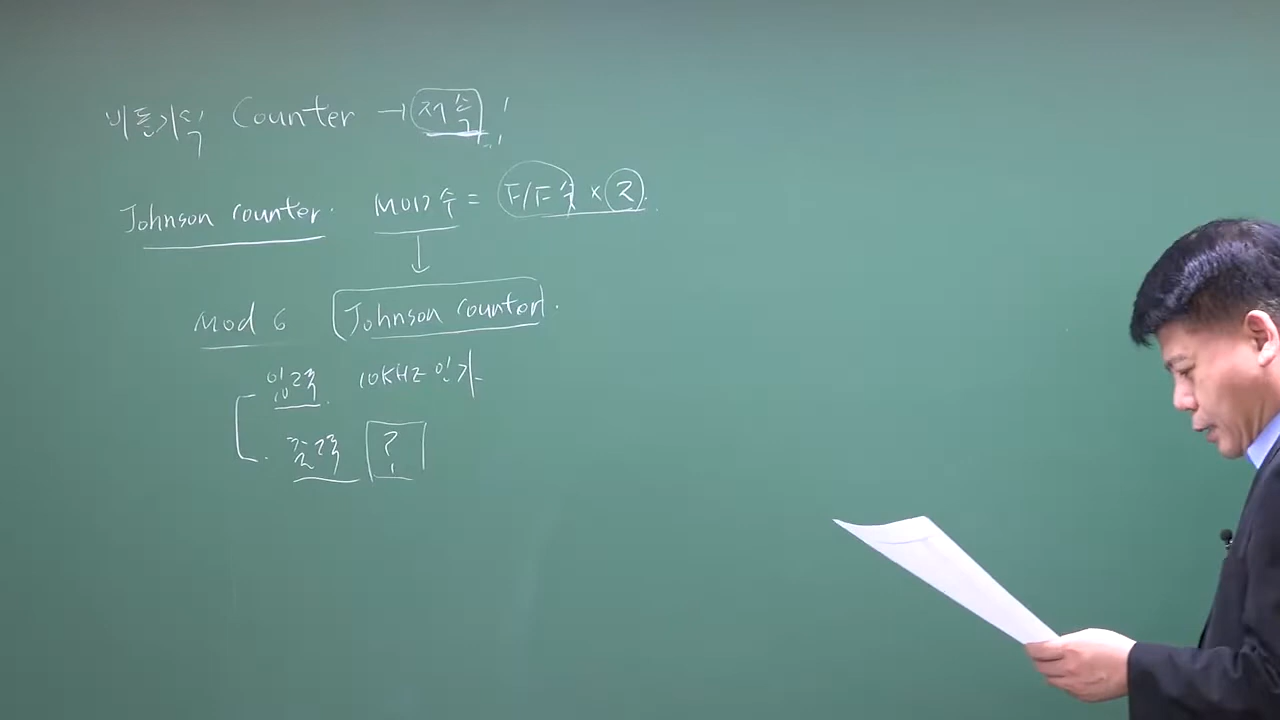 비동기식 Counter → 저속
Johnson counter. MOD수 = F/F수 × 2.
Mod 6 Johnson counter.
입력. 10KHZ 인가
출력 ?